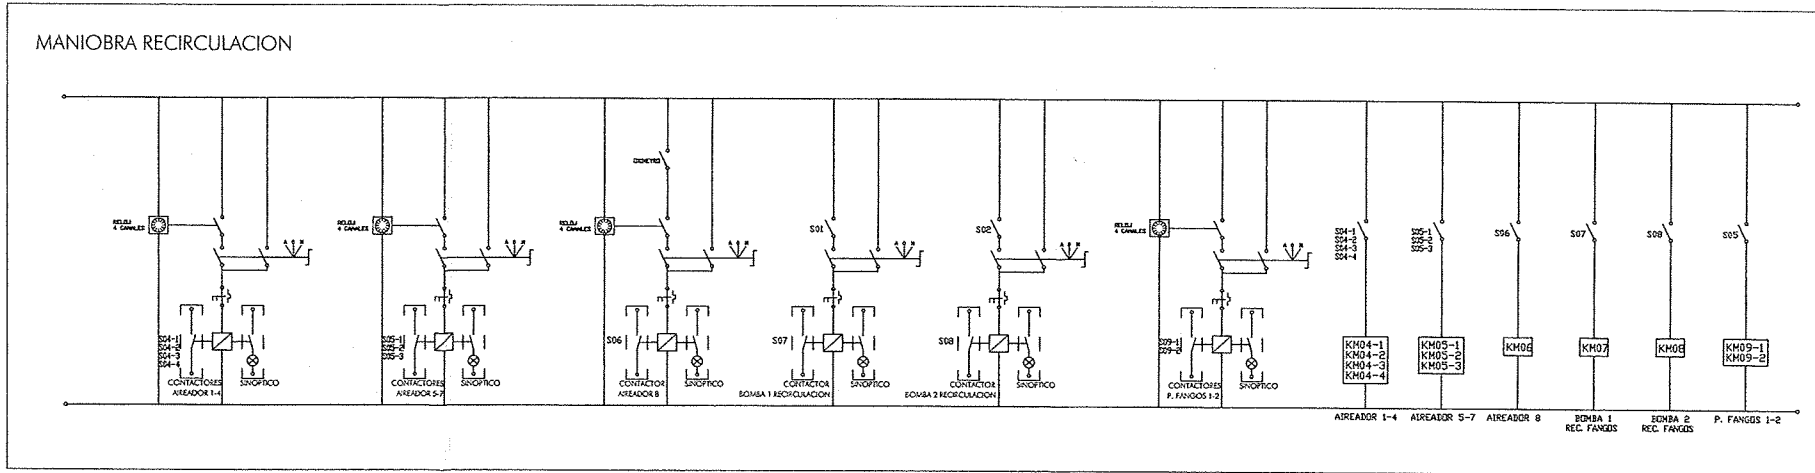 MANIOBRA RECIRCULACION
RELOJ
4 CANALES
A 0 M
S04-1
S04-2
S04-3
S04-4
CONTACTORES
AIREADOR 1-4
SINOPTICO
RELOJ
4 CANALES
A 0 M
S05-1
S05-2
S05-3
CONTACTORES
AIREADOR 5-7
SINOPTICO
RELOJ
4 CANALES
A 0 M
S06
CONTACTOR
AIREADOR 8
SINOPTICO
S01
A 0 M
S07
CONTACTOR
BOMBA 1 RECIRCULACION
SINOPTICO
S02
A 0 M
S08
CONTACTOR
BOMBA 2 RECIRCULACION
SINOPTICO
RELOJ
4 CANALES
A 0 M
S09-1
S09-2
CONTACTORES
P. FANGOS 1-2
SINOPTICO
S04-1
S04-2
S04-3
S04-4
KM04-1
KM04-2
KM04-3
KM04-4
AIREADOR 1-4
S05-1
S05-2
S05-3
KM05-1
KM05-2
KM05-3
AIREADOR 5-7
S06
KM06
AIREADOR 8
S07
KM07
BOMBA 1
REC. FANGOS
S08
KM08
BOMBA 2
REC. FANGOS
S05
KM09-1
KM09-2
P. FANGOS 1-2